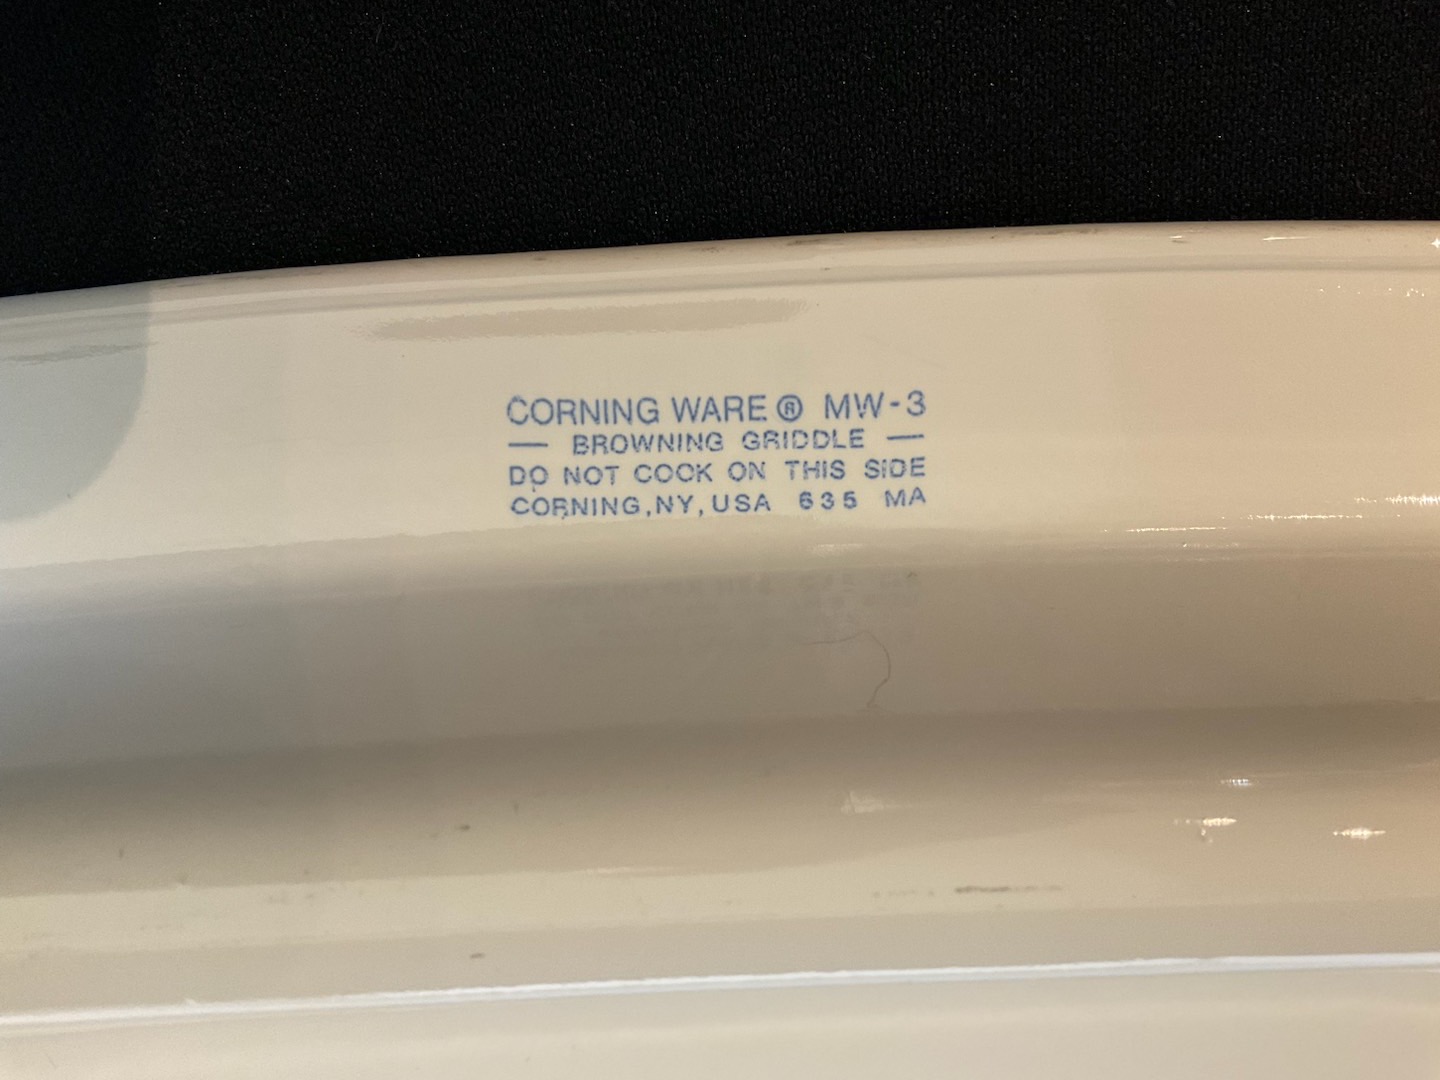 CORNING WARE ® MW-3
— BROWNING GRIDDLE —
DO NOT COOK ON THIS SIDE
CORNING, NY, USA 635 MA